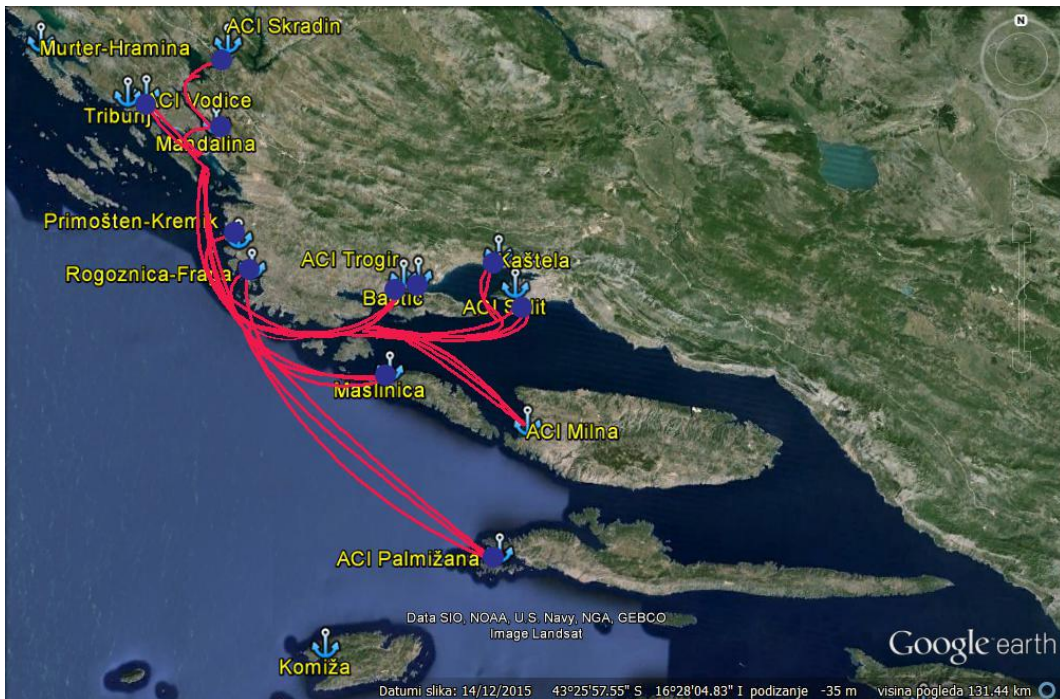 ACI Skradin
Murter-Hramina
ACI Vodice
Tribunj
Mandalina
Primošten-Kremik
ACI Trogir
Kaštela
Rogoznica-Frapa
Baotić
ACI Split
Maslinica
ACI Milna
ACI Palmižana
Data SIO, NOAA, U.S. Navy, NGA, GEBCO
Image Landsat
Komiža
Google earth
Datumi slika: 14/12/2015 43°25'57.55" S 16°28'04.83" I podizanje -35 m visina pogleda 131.44 km
N